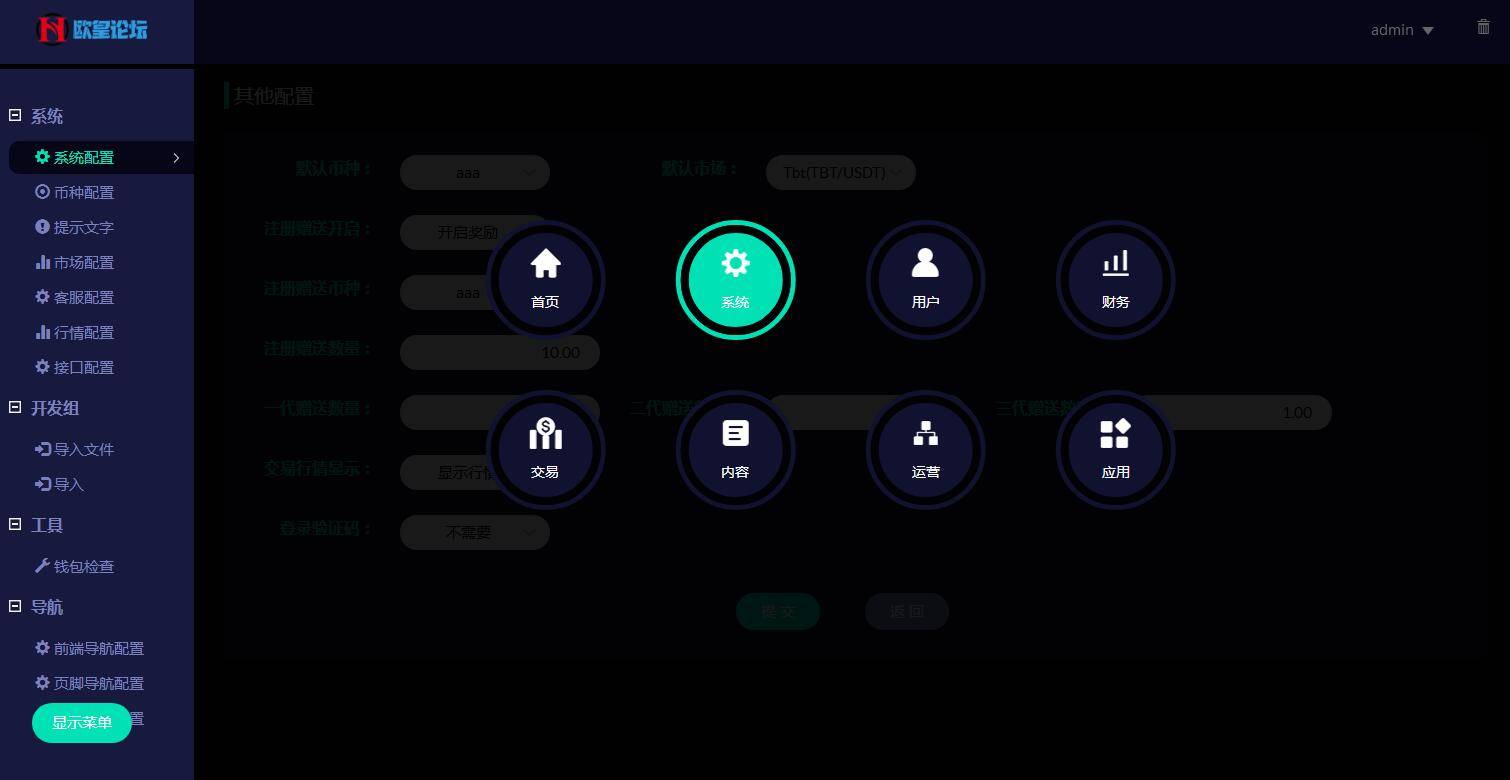 欧皇论坛
admin
系统
系统配置
币种配置
提示文字
市场配置
客服配置
行情配置
接口配置
开发组
导入文件
导入
工具
钱包检查
导航
前端导航配置
页脚导航配置
置
显示菜单
其他配置
默认币种：
aaa
默认市场：
Tbt(TBT/USDT)
注册赠送开启：
开启奖励
注册赠送币种：
aaa
注册赠送数量：
10.00
一代赠送数量：
二代赠送
三代赠送数
1.00
交易行情显示：
显示行情
登录验证码：
不需要
提 交
返 回
首页
系统
用户
财务
交易
内容
运营
应用